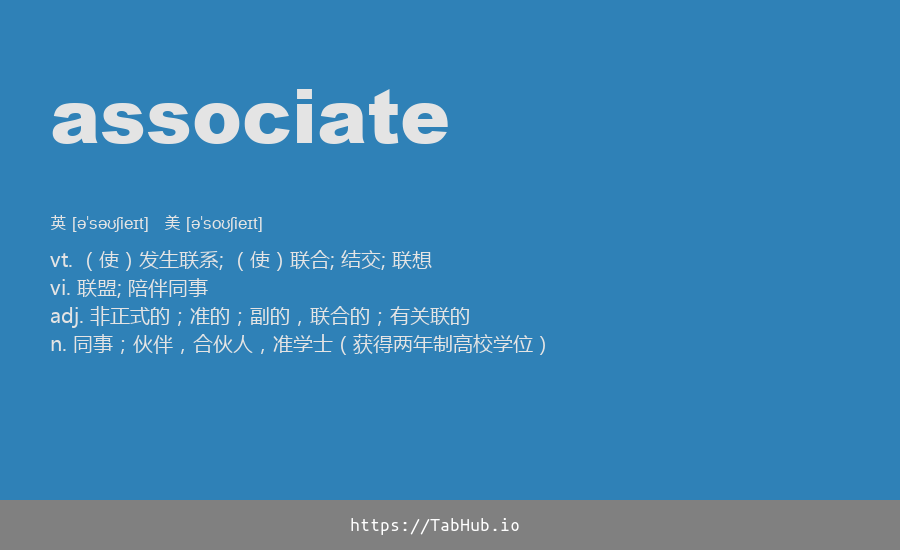 associate
英 [ə'səʊʃieɪt] 美 [ə'soʊʃieɪt]
vt. （使）发生联系; （使）联合; 结交; 联想
vi. 联盟; 陪伴同事
adj. 非正式的；准的；副的，联合的；有关联的
n. 同事；伙伴，合伙人，准学士（获得两年制高校学位）
https://TabHub.io